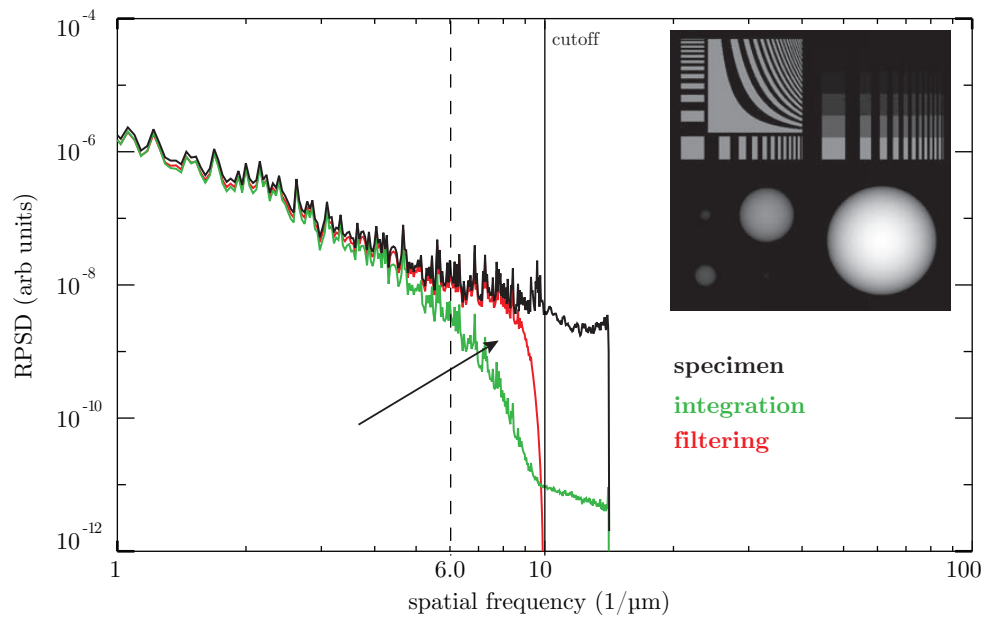 10⁻⁴
10⁻⁶
10⁻⁸
10⁻¹⁰
10⁻¹²
RPSD (arb units)
cutoff
specimen
integration
filtering
1
6.0
10
100
spatial frequency (1/µm)